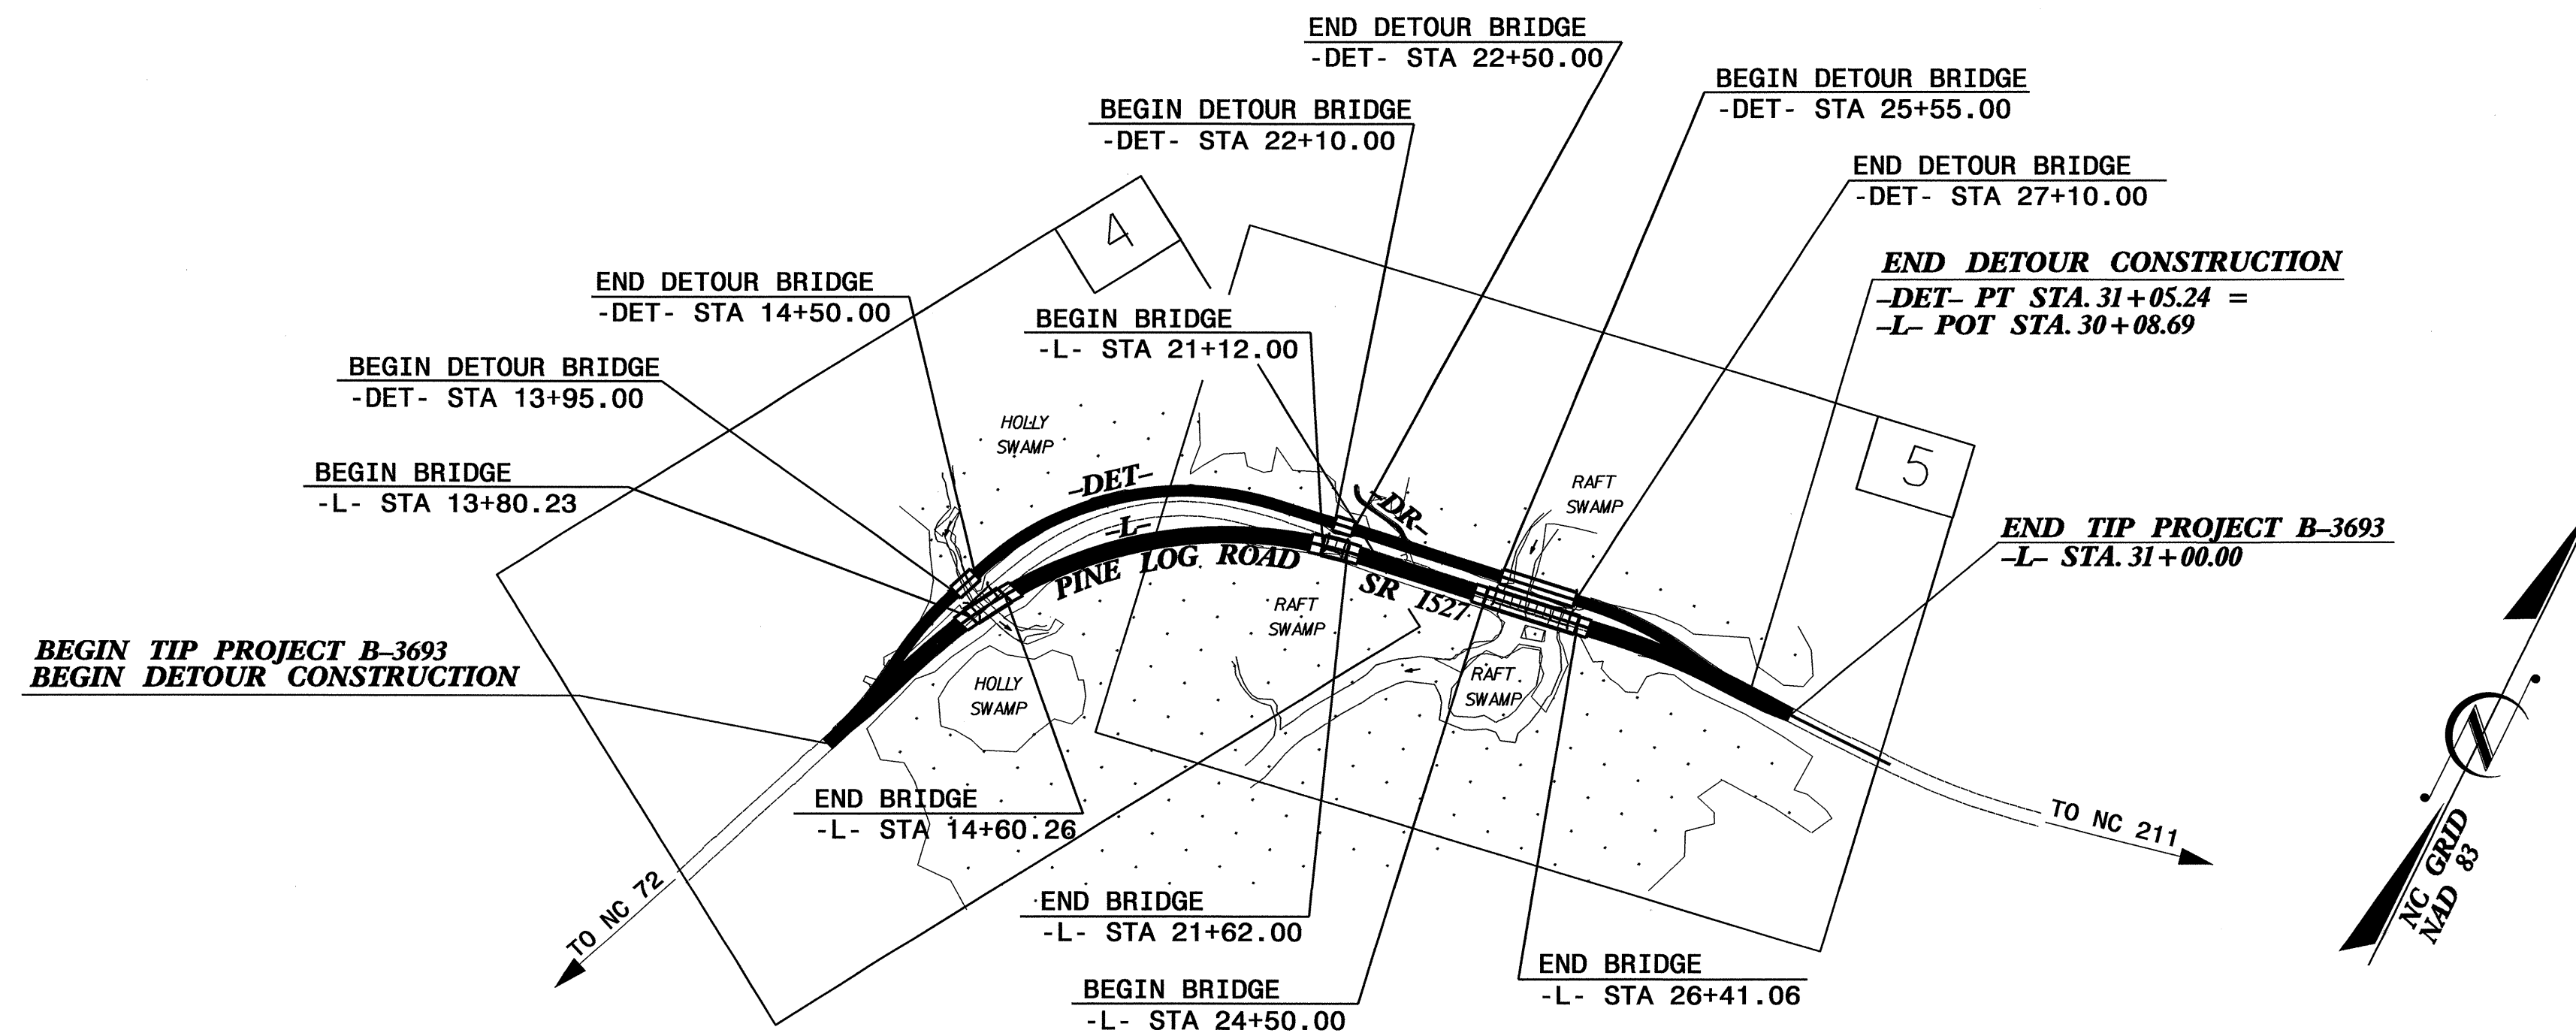 END DETOUR BRIDGE
-DET- STA 22+50.00
BEGIN DETOUR BRIDGE
-DET- STA 25+55.00
BEGIN DETOUR BRIDGE
-DET- STA 22+10.00
END DETOUR BRIDGE
-DET- STA 27+10.00
4
END DETOUR CONSTRUCTION
–DET– PT STA. 31+05.24 =
–L– POT STA. 30+08.69
END DETOUR BRIDGE
-DET- STA 14+50.00
BEGIN BRIDGE
-L- STA 21+12.00
BEGIN DETOUR BRIDGE
-DET- STA 13+95.00
HOLLY
SWAMP
5
BEGIN BRIDGE
-L- STA 13+80.23
–DET–
–L–
–DR–
RAFT
SWAMP
END TIP PROJECT B–3693
–L– STA. 31+00.00
PINE LOG ROAD
SR 1527
RAFT
SWAMP
BEGIN TIP PROJECT B–3693
BEGIN DETOUR CONSTRUCTION
HOLLY
SWAMP
RAFT
SWAMP
END BRIDGE
-L- STA 14+60.26
TO NC 211
TO NC 72
N
NC GRID
NAD 83
END BRIDGE
-L- STA 21+62.00
END BRIDGE
-L- STA 26+41.06
BEGIN BRIDGE
-L- STA 24+50.00